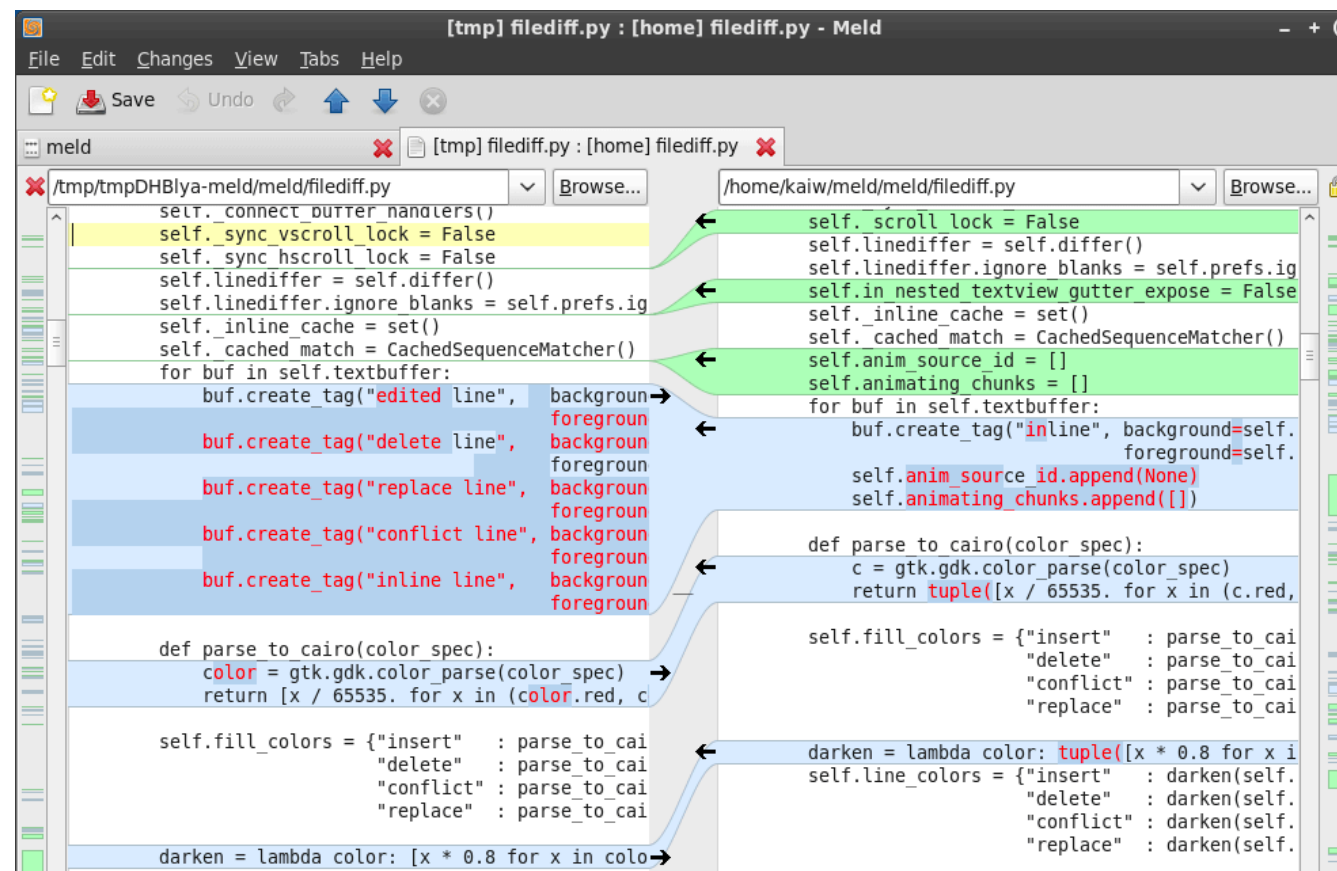 [tmp] filediff.py : [home] filediff.py - Meld
File Edit Changes View Tabs Help
Save Undo
meld
[tmp] filediff.py : [home] filediff.py
/tmp/tmpDHBlya-meld/meld/filediff.py
Browse...
/home/kaiw/meld/meld/filediff.py
Browse...
self._connect_buffer_handlers()
self._sync_vscroll_lock = False
self._sync_hscroll_lock = False
self.linediffer = self.differ()
self.linediffer.ignore_blanks = self.prefs.ig
self._inline_cache = set()
self._cached_match = CachedSequenceMatcher()
for buf in self.textbuffer:
buf.create_tag("edited line", backgroun
foregroun
buf.create_tag("delete line", backgroun
foregroun
buf.create_tag("replace line", backgroun
foregroun
buf.create_tag("conflict line", backgroun
foregroun
buf.create_tag("inline line", backgroun
foregroun
def parse_to_cairo(color_spec):
color = gtk.gdk.color_parse(color_spec)
return [x / 65535. for x in (color.red, c
self.fill_colors = {"insert" : parse_to_cai
"delete" : parse_to_cai
"conflict" : parse_to_cai
"replace" : parse_to_cai
darken = lambda color: [x * 0.8 for x in colo
self._scroll_lock = False
self.linediffer = self.differ()
self.linediffer.ignore_blanks = self.prefs.ig
self.in_nested_textview_gutter_expose = False
self._inline_cache = set()
self._cached_match = CachedSequenceMatcher()
self.anim_source_id = []
self.animating_chunks = []
for buf in self.textbuffer:
buf.create_tag("inline", background=self.
foreground=self.
self.anim_source_id.append(None)
self.animating_chunks.append([])
def parse_to_cairo(color_spec):
c = gtk.gdk.color_parse(color_spec)
return tuple([x / 65535. for x in (c.red,
self.fill_colors = {"insert" : parse_to_cai
"delete" : parse_to_cai
"conflict" : parse_to_cai
"replace" : parse_to_cai
darken = lambda color: tuple([x * 0.8 for x i
self.line_colors = {"insert" : darken(self.
"delete" : darken(self.
"conflict" : darken(self.
"replace" : darken(self.